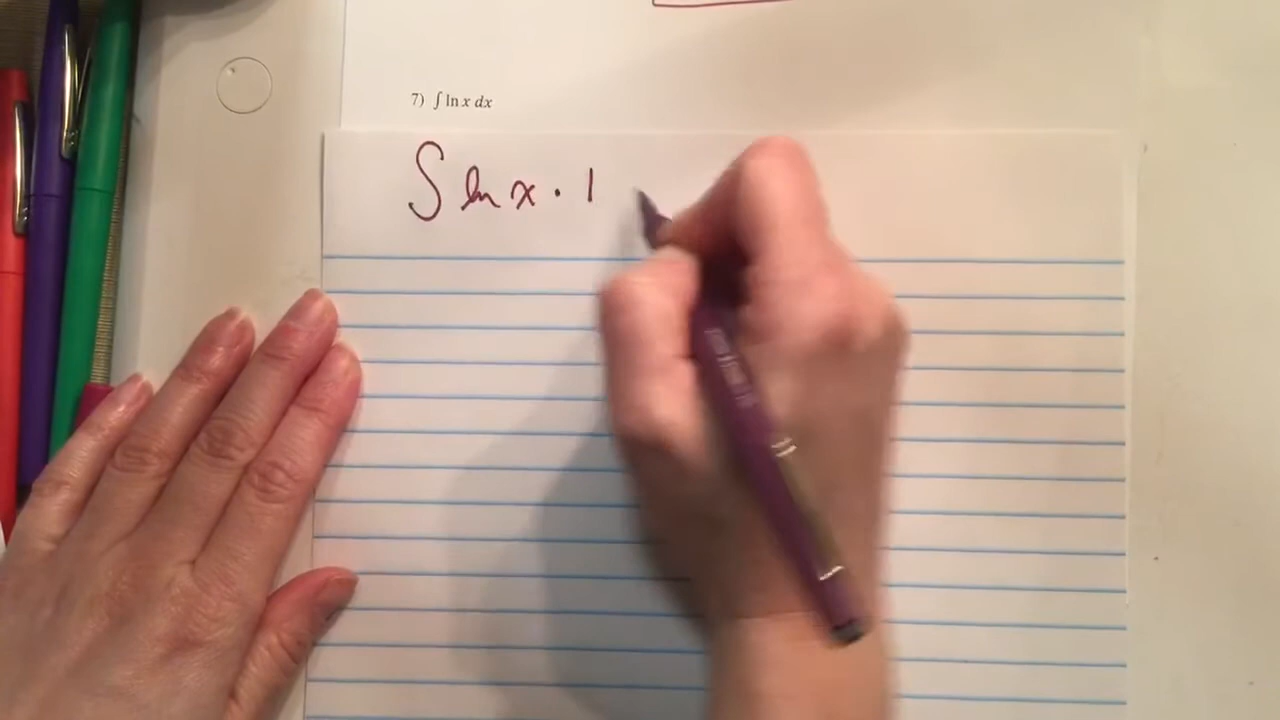 7) ∫ ln x dx
∫ ln x · 1